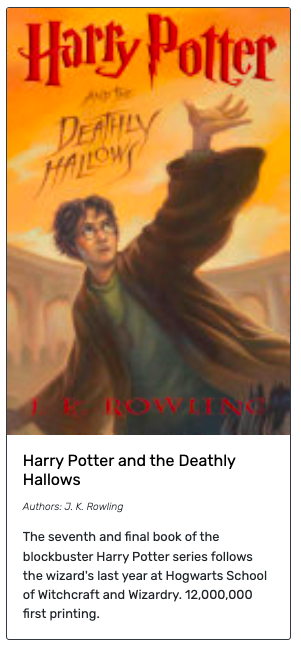 Harry Potter
AND THE
DEATHLY
HALLOWS
J. K. ROWLING
Harry Potter and the Deathly
Hallows
Authors: J. K. Rowling
The seventh and final book of the
blockbuster Harry Potter series follows
the wizard's last year at Hogwarts School
of Witchcraft and Wizardry. 12,000,000
first printing.